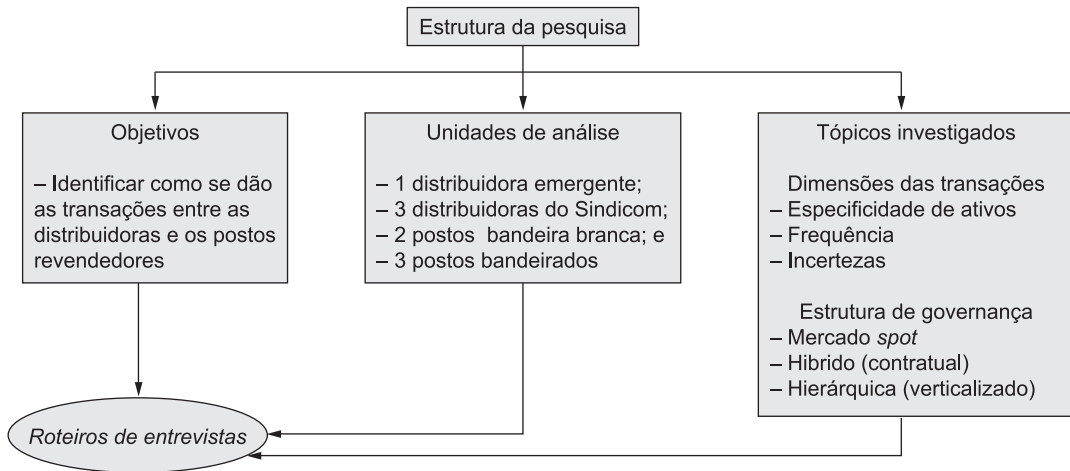 Estrutura da pesquisa
Objetivos
– Identificar como se dão
as transações entre as
distribuidoras e os postos
revendedores
Unidades de análise
– 1 distribuidora emergente;
– 3 distribuidoras do Sindicom;
– 2 postos bandeira branca; e
– 3 postos bandeirados
Tópicos investigados
Dimensões das transações
– Especificidade de ativos
– Frequência
– Incertezas
Estrutura de governança
– Mercado spot
– Hibrido (contratual)
– Hierárquica (verticalizado)
Roteiros de entrevistas